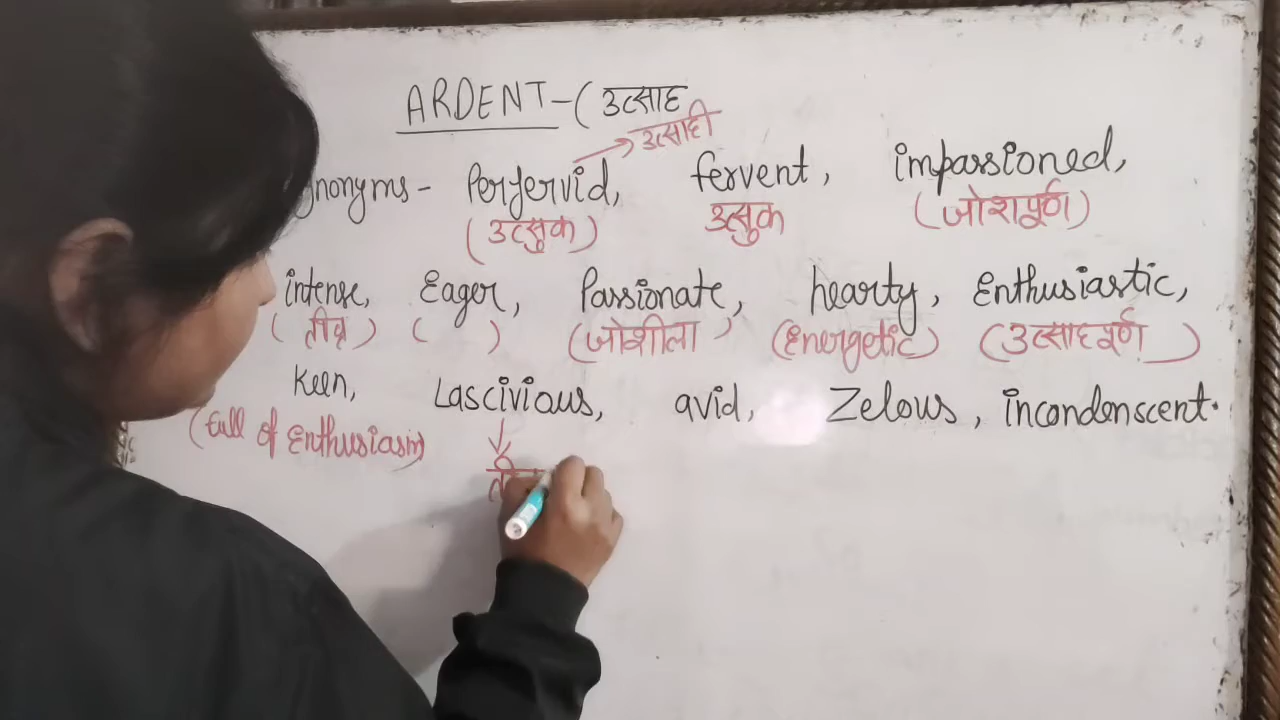 ARDENT-(उत्साह
→ उत्साही
ynonyms - Perfervid, fervent, impassioned,
(उत्सुक) उत्सुक (जोशपूर्ण)
intense, Eager, Passionate, hearty, Enthusiastic,
(तीव्र) ( ) (जोशीला) (Energetic) (उत्साहपूर्ण)
Keen, Lascivious, avid, Zelous, incondenscent.
(full of Enthusiasm)